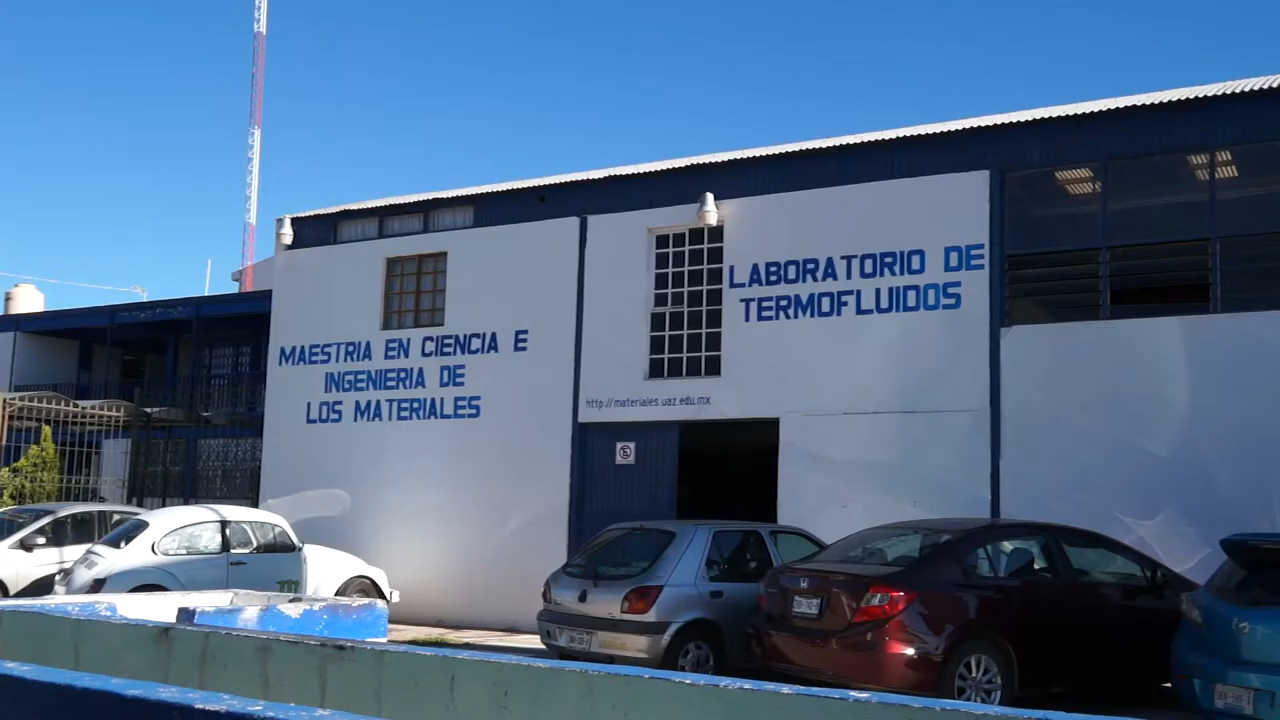 MAESTRIA EN CIENCIA E
INGENIERIA DE
LOS MATERIALES
LABORATORIO DE
TERMOFLUIDOS
http://materiales.uaz.edu.mx